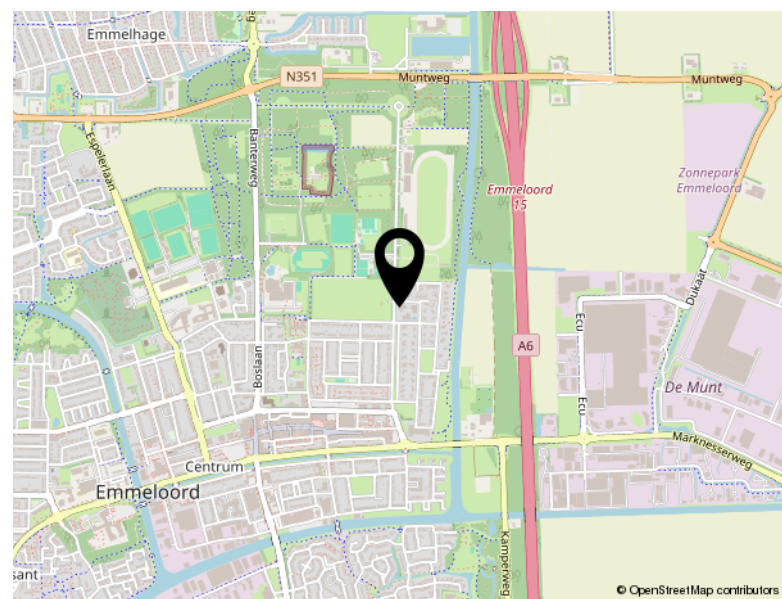 Emmelhage
N351
Muntweg
Muntweg
Espelerlaan
Banterweg
Zonnepark
Emmeloord
Emmeloord
15
Dukaat
Ecu
A6
Boslaan
De Munt
Ecu
Marknesserweg
Centrum
Emmeloord
Kamperweg
sant
© OpenStreetMap contributors